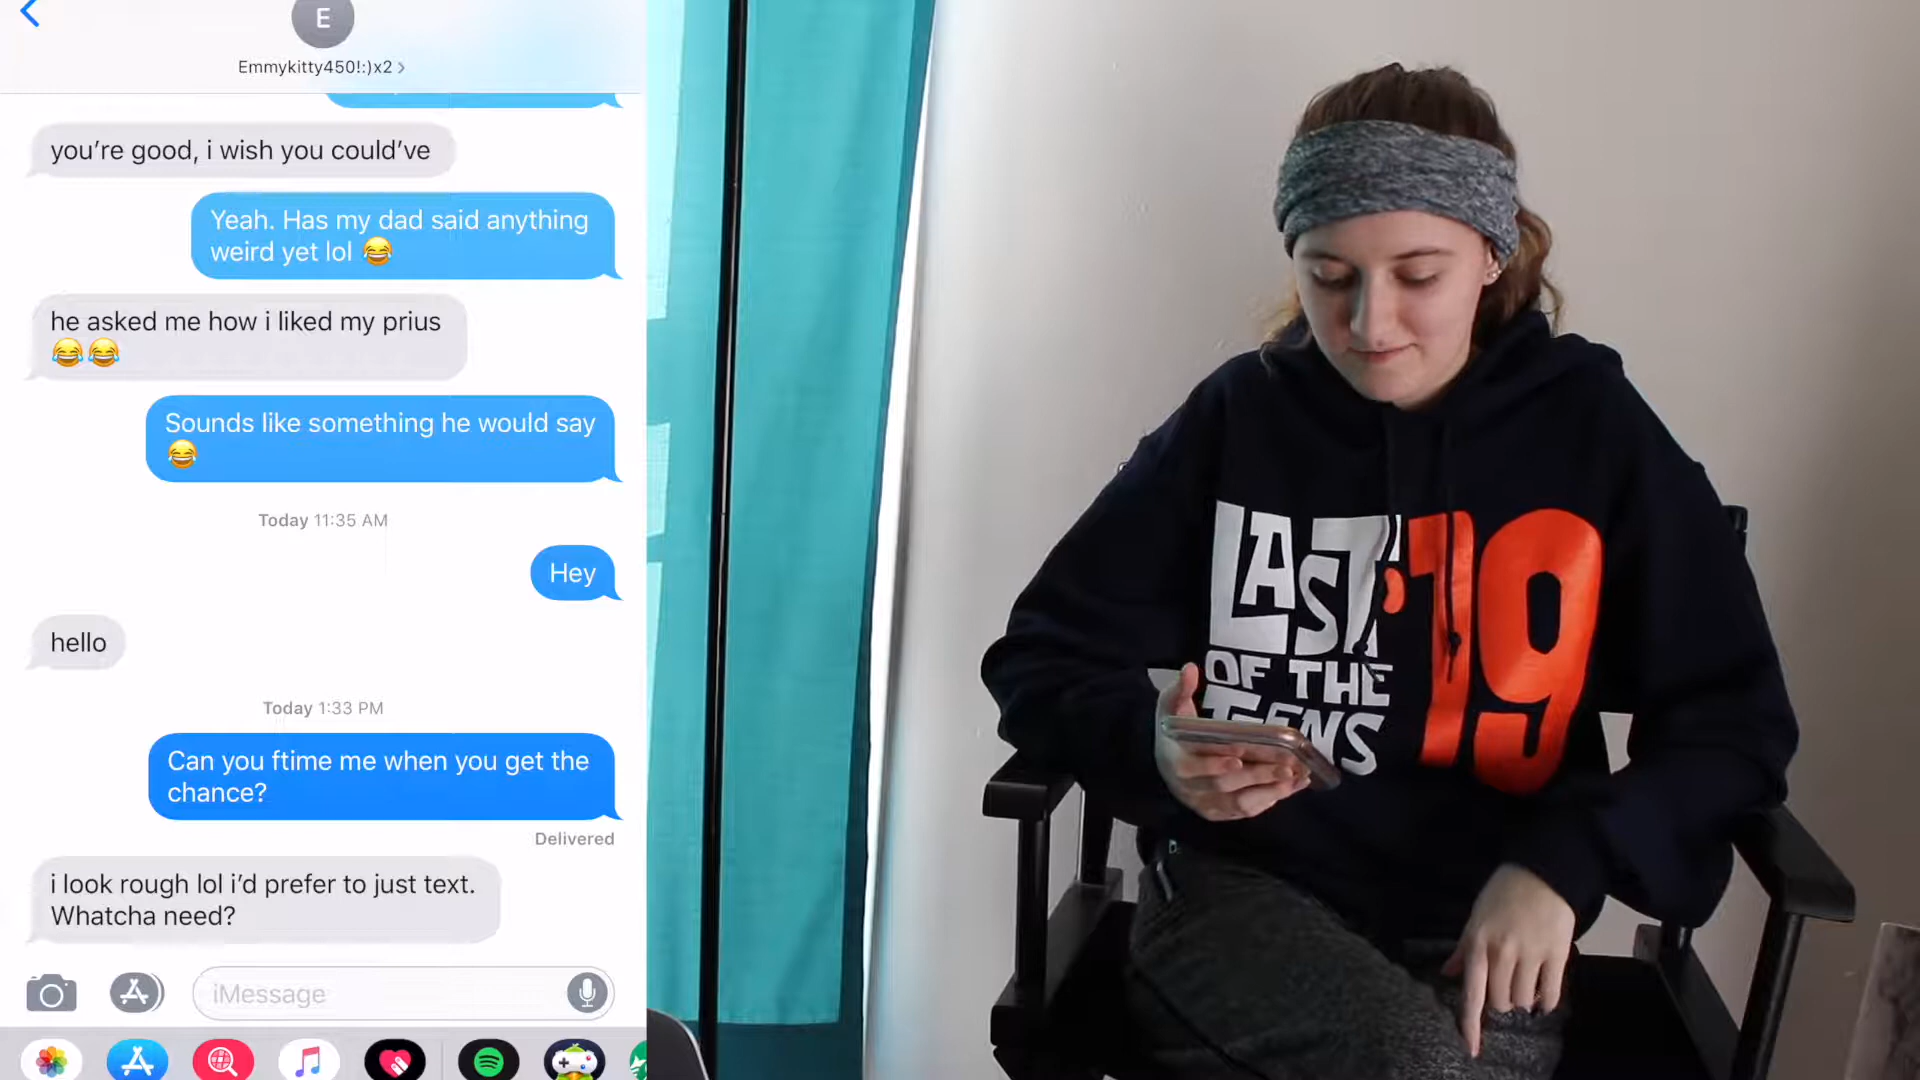 E
Emmykitty450!:)x2 >
you're good, i wish you could've
Yeah. Has my dad said anything
weird yet lol 😂
he asked me how i liked my prius
😂😂
Sounds like something he would say
😂
Today 11:35 AM
Hey
hello
Today 1:33 PM
Can you ftime me when you get the
chance?
Delivered
i look rough lol i'd prefer to just text.
Whatcha need?
iMessage
LAST '19
OF THE
TEENS